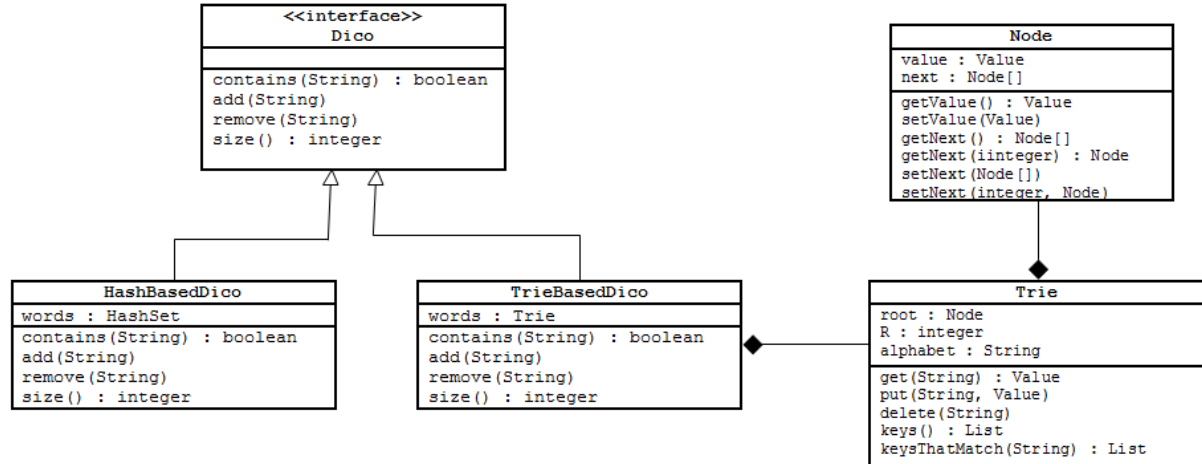 <<interface>>
Dico
contains(String) : boolean
add(String)
remove(String)
size() : integer
Node
value : Value
next : Node[]
getValue() : Value
setValue(Value)
getNext() : Node[]
getNext(iinteger) : Node
setNext(Node[])
setNext(integer, Node)
HashBasedDico
words : HashSet
contains(String) : boolean
add(String)
remove(String)
size() : integer
TrieBasedDico
words : Trie
contains(String) : boolean
add(String)
remove(String)
size() : integer
Trie
root : Node
R : integer
alphabet : String
get(String) : Value
put(String, Value)
delete(String)
keys() : List
keysThatMatch(String) : List